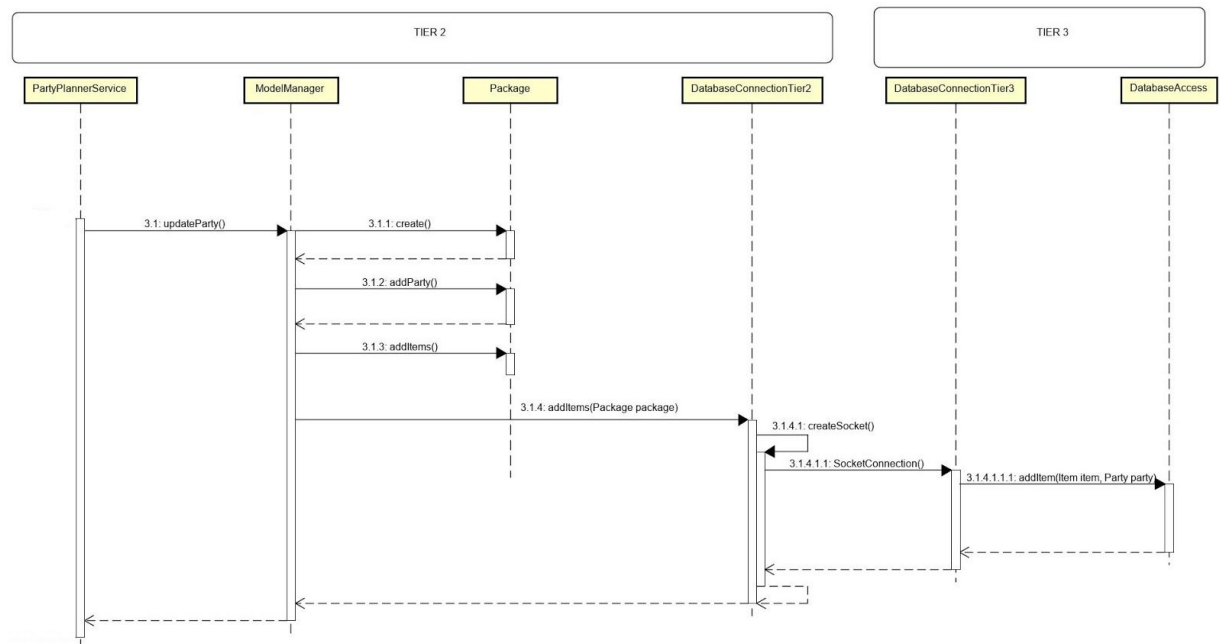 TIER 2
TIER 3
PartyPlannerService
ModelManager
Package
DatabaseConnectionTier2
DatabaseConnectionTier3
DatabaseAccess
3.1: updateParty()
3.1.1: create()
3.1.2: addParty()
3.1.3: addItems()
3.1.4: addItems(Package package)
3.1.4.1: createSocket()
3.1.4.1.1: SocketConnection()
3.1.4.1.1.1: addItem(Item item, Party party)